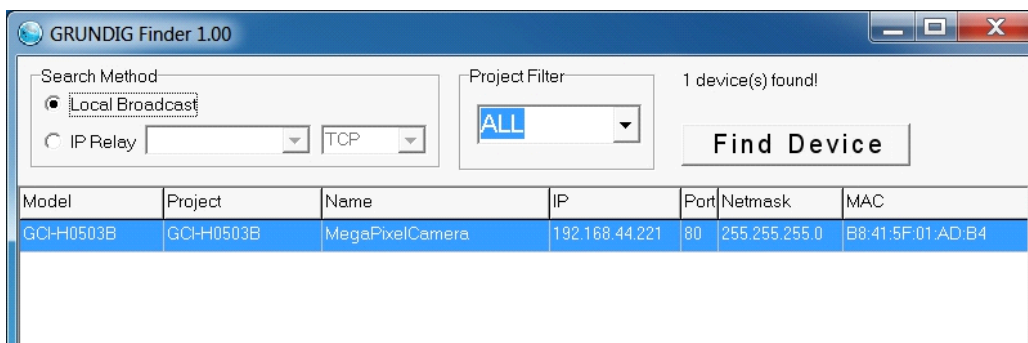 GRUNDIG Finder 1.00
Search Method
Local Broadcast
IP Relay TCP
Project Filter
ALL
1 device(s) found!
Find Device
Model Project Name IP Port Netmask MAC
GCI-H0503B GCI-H0503B MegaPixelCamera 192.168.44.221 80 255.255.255.0 B8:41:5F:01:AD:B4